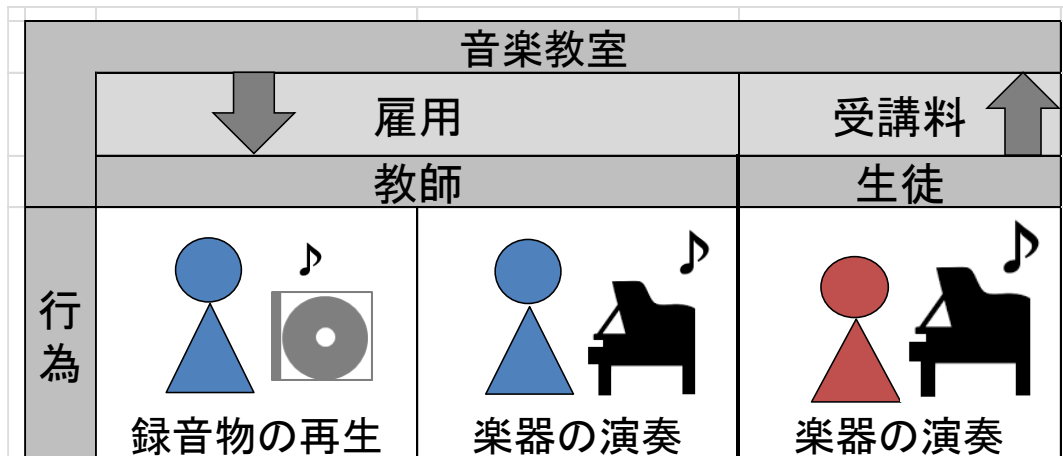 音楽教室
雇用
受講料
教師
生徒
行為
録音物の再生
楽器の演奏
楽器の演奏